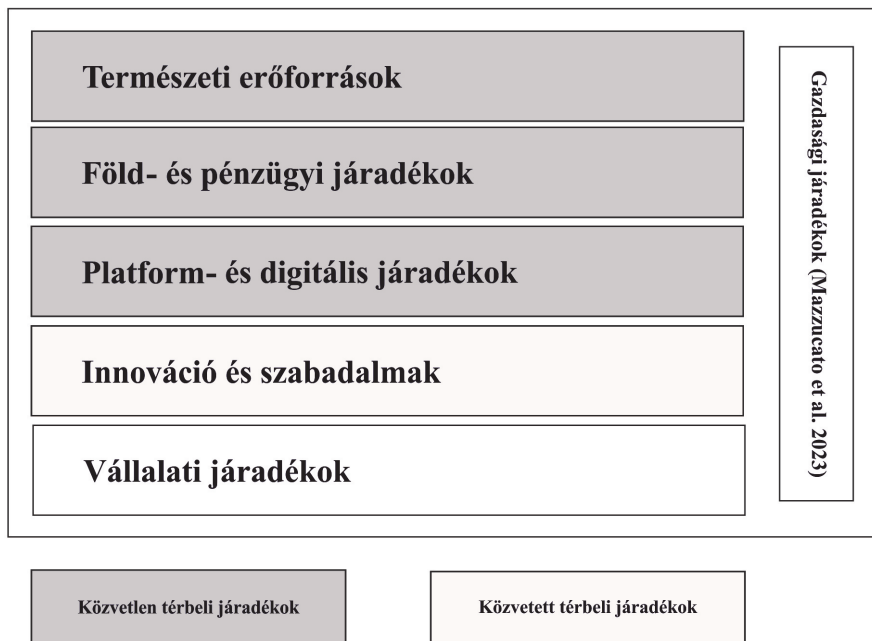 Természeti erőforrások
Föld- és pénzügyi járadékok
Platform- és digitális járadékok
Innováció és szabadalmak
Vállalati járadékok
Gazdasági járadékok (Mazzucato et al. 2023)
Közvetlen térbeli járadékok
Közvetett térbeli járadékok